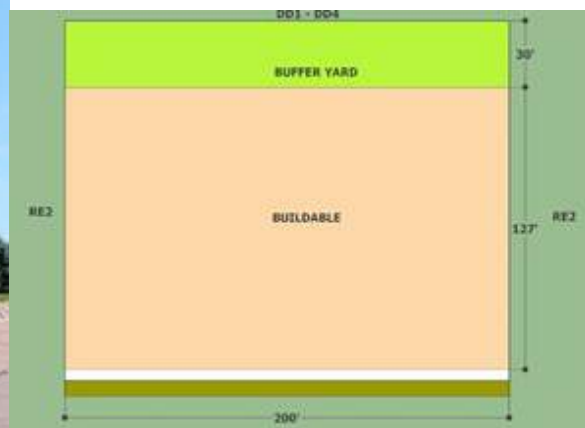 DD1 - DD4
30'
BUFFER YARD
RE2
BUILDABLE
127'
RE2
200'